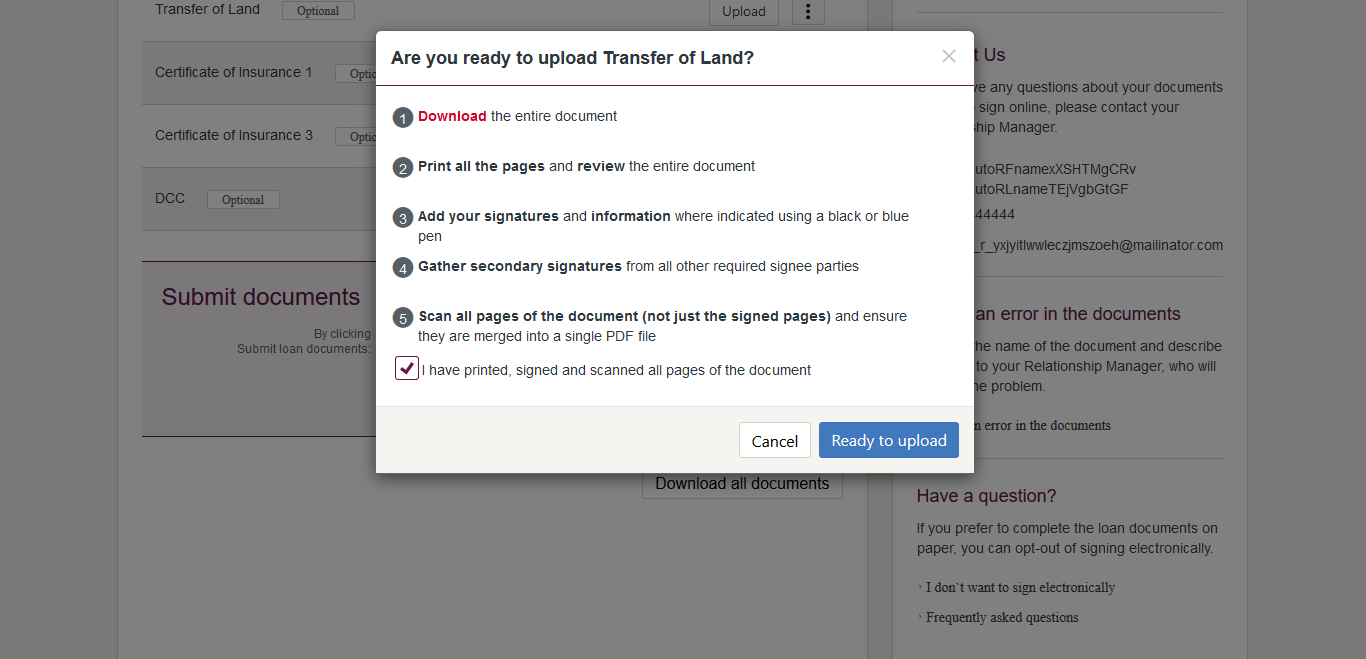 Transfer of Land Optional Upload
Are you ready to upload Transfer of Land?
1 Download the entire document
2 Print all the pages and review the entire document
3 Add your signatures and information where indicated using a black or blue
pen
4 Gather secondary signatures from all other required signee parties
5 Scan all pages of the document (not just the signed pages) and ensure
they are merged into a single PDF file
I have printed, signed and scanned all pages of the document
Cancel Ready to upload
Certificate of Insurance 1
Certificate of Insurance 3
DCC Optional
Submit documents
By clicking
Submit loan documents:
Download all documents
Us
any questions about your documents
sign online, please contact your
Manager.
utoRFnamexXSHTMgCRv
utoRLnameTEjVgbGtGF
44444
_r_yxjyitlwwleczjmszoeh@mailinator.com
an error in the documents
the name of the document and describe
to your Relationship Manager, who will
problem.
error in the documents
Have a question?
If you prefer to complete the loan documents on
paper, you can opt-out of signing electronically.
› I don`t want to sign electronically
› Frequently asked questions